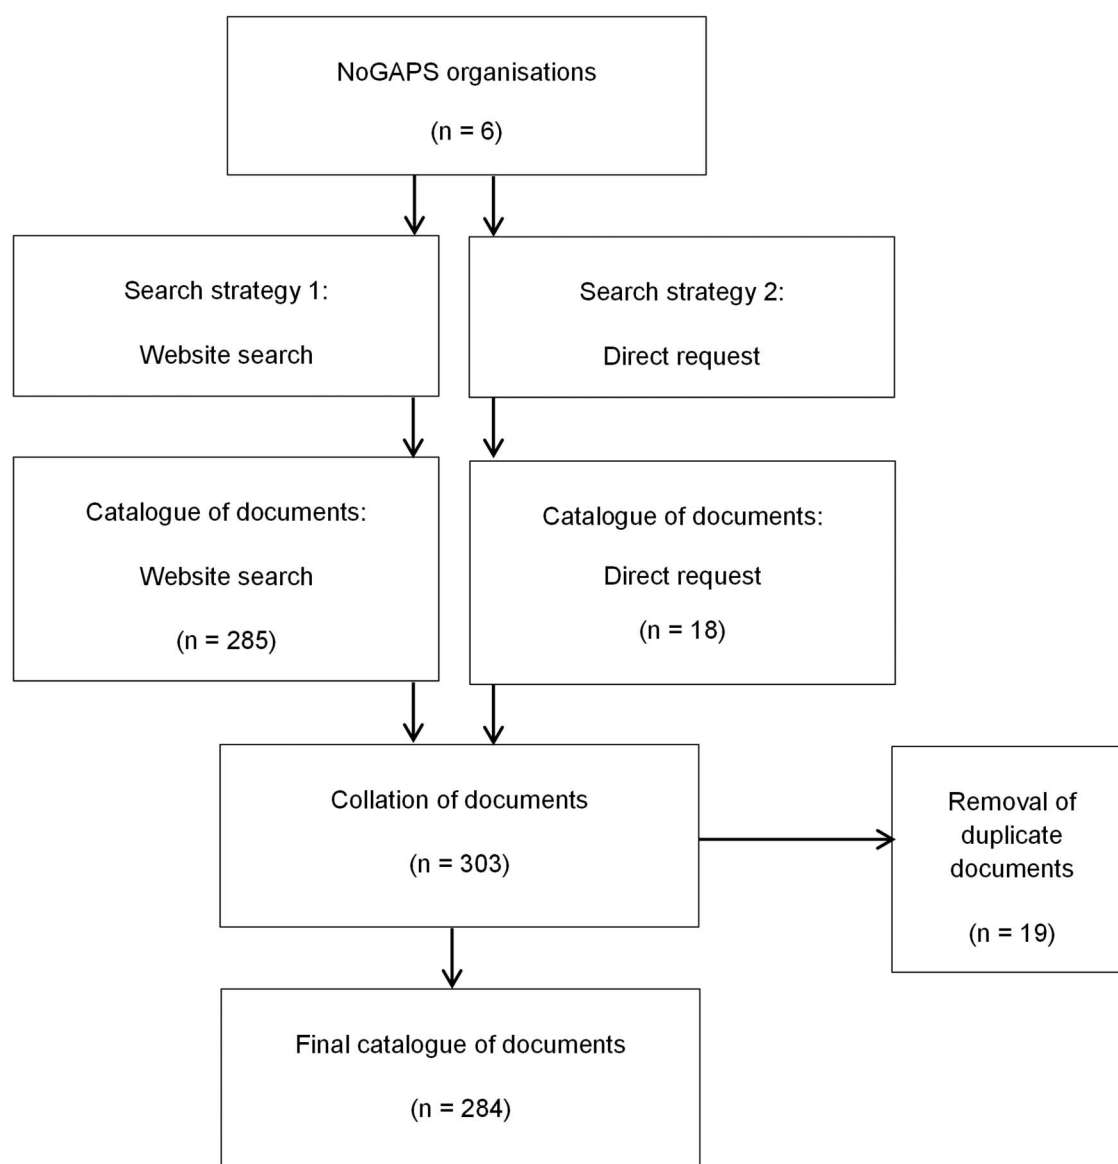 NoGAPS organisations
(n = 6)
Search strategy 1:
Website search
Search strategy 2:
Direct request
Catalogue of documents:
Website search
(n = 285)
Catalogue of documents:
Direct request
(n = 18)
Collation of documents
(n = 303)
Removal of
duplicate
documents
(n = 19)
Final catalogue of documents
(n = 284)